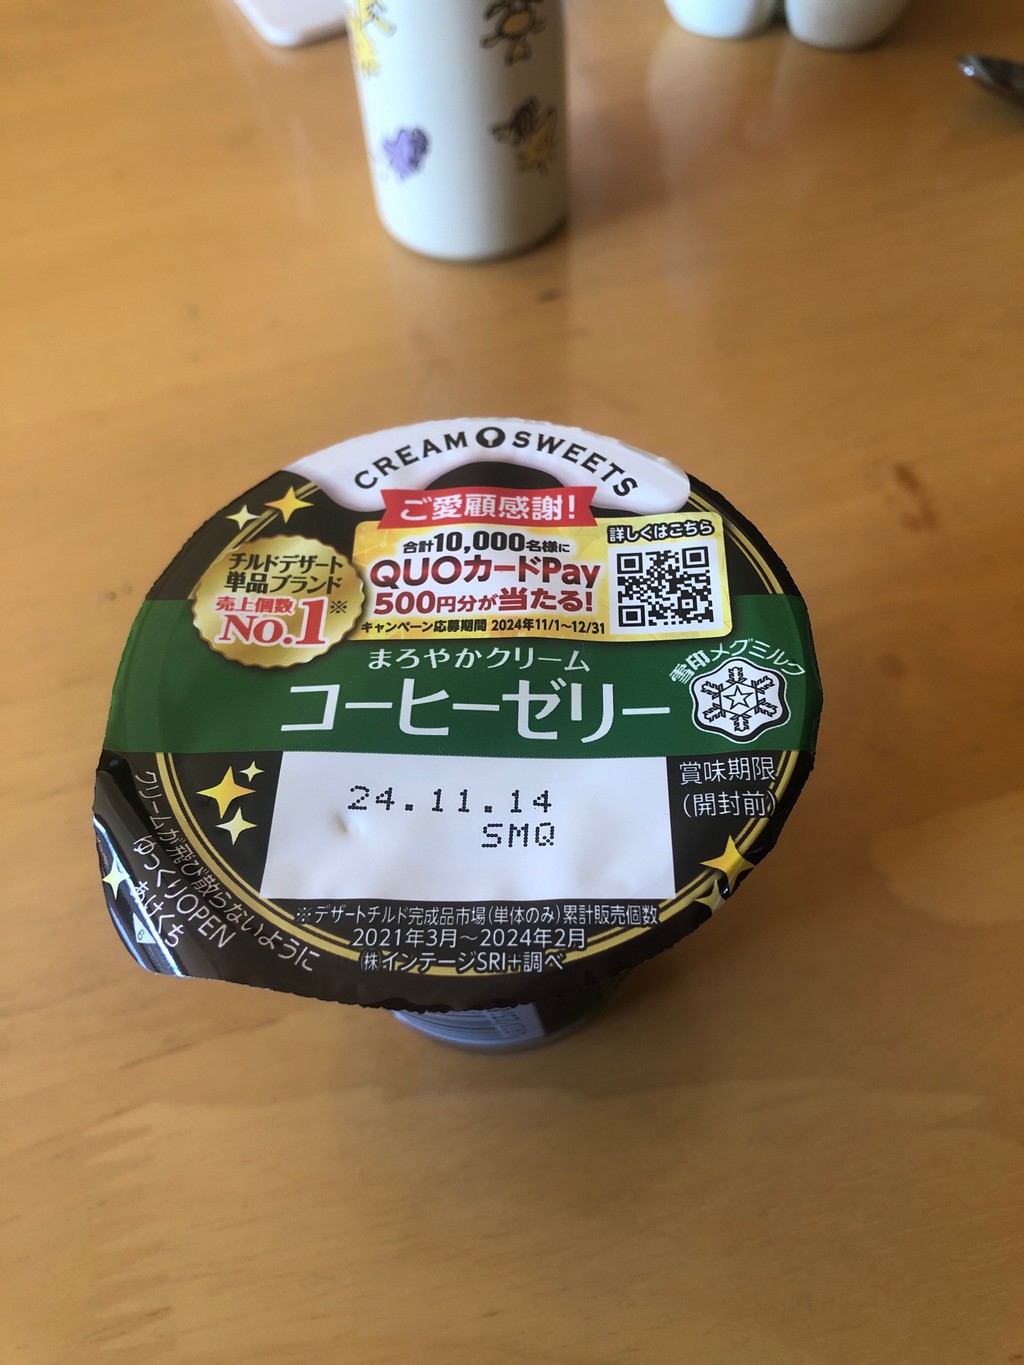 CREAM SWEETS
ご愛顧感謝!
合計10,000名様に
QUOカードPay
500円分が当たる!
キャンペーン応募期間 2024年11/1~12/31
詳しくはこちら
チルドデザート
単品ブランド
売上個数
No.1※
まろやかクリーム
コーヒーゼリー
雪印メグミルク
24.11.14
SMQ
賞味期限
(開封前)
クリームが飛び散らないように
ゆっくりOPEN
あけくち
6
※デザートチルド完成品市場(単体のみ)累計販売個数
2021年3月~2024年2月
㈱インテージSRI+調べ